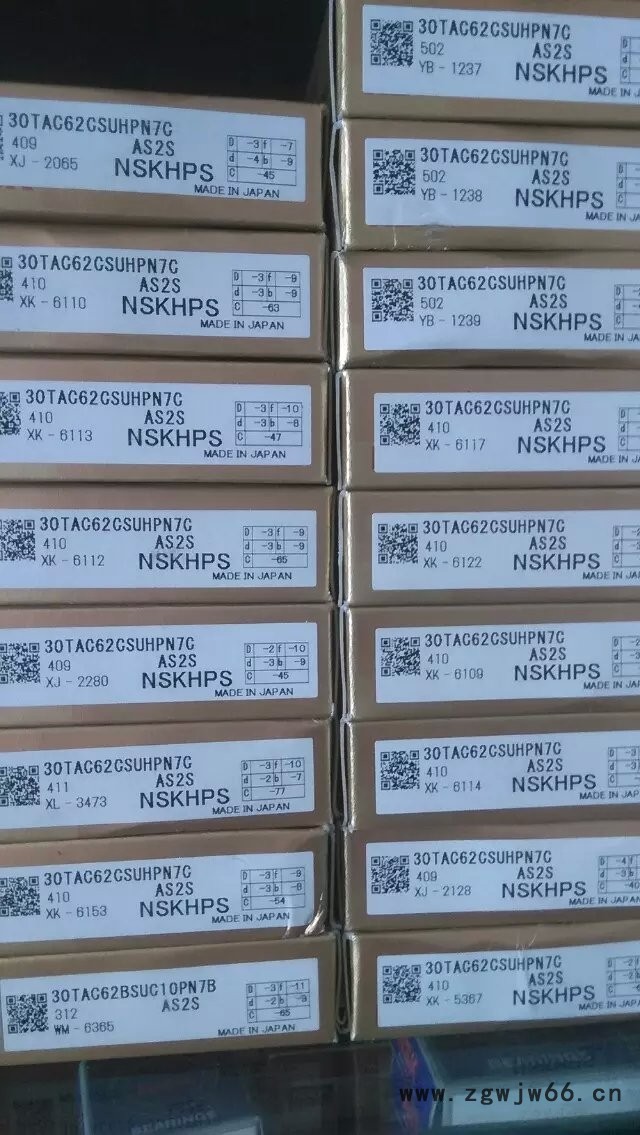 30TAC62CSUHPN7C
409
AS2S
XJ - 2065
NSKHPS
D -3 f -7
d -4 b -9
C -45
MADE IN JAPAN
30TAC62CSUHPN7C
410
AS2S
XK - 6110
NSKHPS
D -3 f -9
d -3 b -9
C -63
MADE IN JAPAN
30TAC62CSUHPN7C
410
AS2S
XK - 6113
NSKHPS
D -3 f -10
d -3 b -8
C -47
MADE IN JAPAN
30TAC62CSUHPN7C
410
AS2S
XK - 6112
NSKHPS
D -3 f -9
d -3 b -9
C -65
MADE IN JAPAN
30TAC62CSUHPN7C
409
AS2S
XJ - 2280
NSKHPS
D -2 f -10
d -3 b -9
C -45
MADE IN JAPAN
30TAC62CSUHPN7C
411
AS2S
XL - 3473
NSKHPS
D -3 f -10
d -2 b -7
C -77
MADE IN JAPAN
30TAC62CSUHPN7C
410
AS2S
XK - 6153
NSKHPS
D -3 f -9
d -3 b -8
C -54
MADE IN JAPAN
30TAC62BSUC10PN7B
312
AS2S
WM - 6365
D -3 f -11
d -2 b -9
C -65
MADE IN JAPAN
30TAC62CSUHPN7C
502
AS2S
YB - 1237
NSKHPS
D
d
C
MADE IN JAPAN
30TAC62CSUHPN7C
502
AS2S
YB - 1238
NSKHPS
D
d
C
MADE IN
30TAC62CSUHPN7C
502
AS2S
YB - 1239
NSKHPS
D
d
C
MADE IN
30TAC62CSUHPN7C
410
AS2S
XK - 6117
NSKHPS
D
d
C
MADE IN
30TAC62CSUHPN7C
410
AS2S
XK - 6122
NSKHPS
D
d
C
MADE IN
30TAC62CSUHPN7C
410
AS2S
XK - 6109
NSKHPS
D
d
C
MADE IN
30TAC62CSUHPN7C
410
AS2S
XK - 6114
NSKHPS
D -3
d -3
C
MADE IN
30TAC62CSUHPN7C
409
AS2S
XJ - 2128
NSKHPS
D -4 f
d -3 b
C
MADE IN JAPAN
30TAC62CSUHPN7C
410
AS2S
XK - 5367
NSKHPS
D -2
d
C
MADE IN JAPAN
BEARINGS
www.zgwjw66.cn